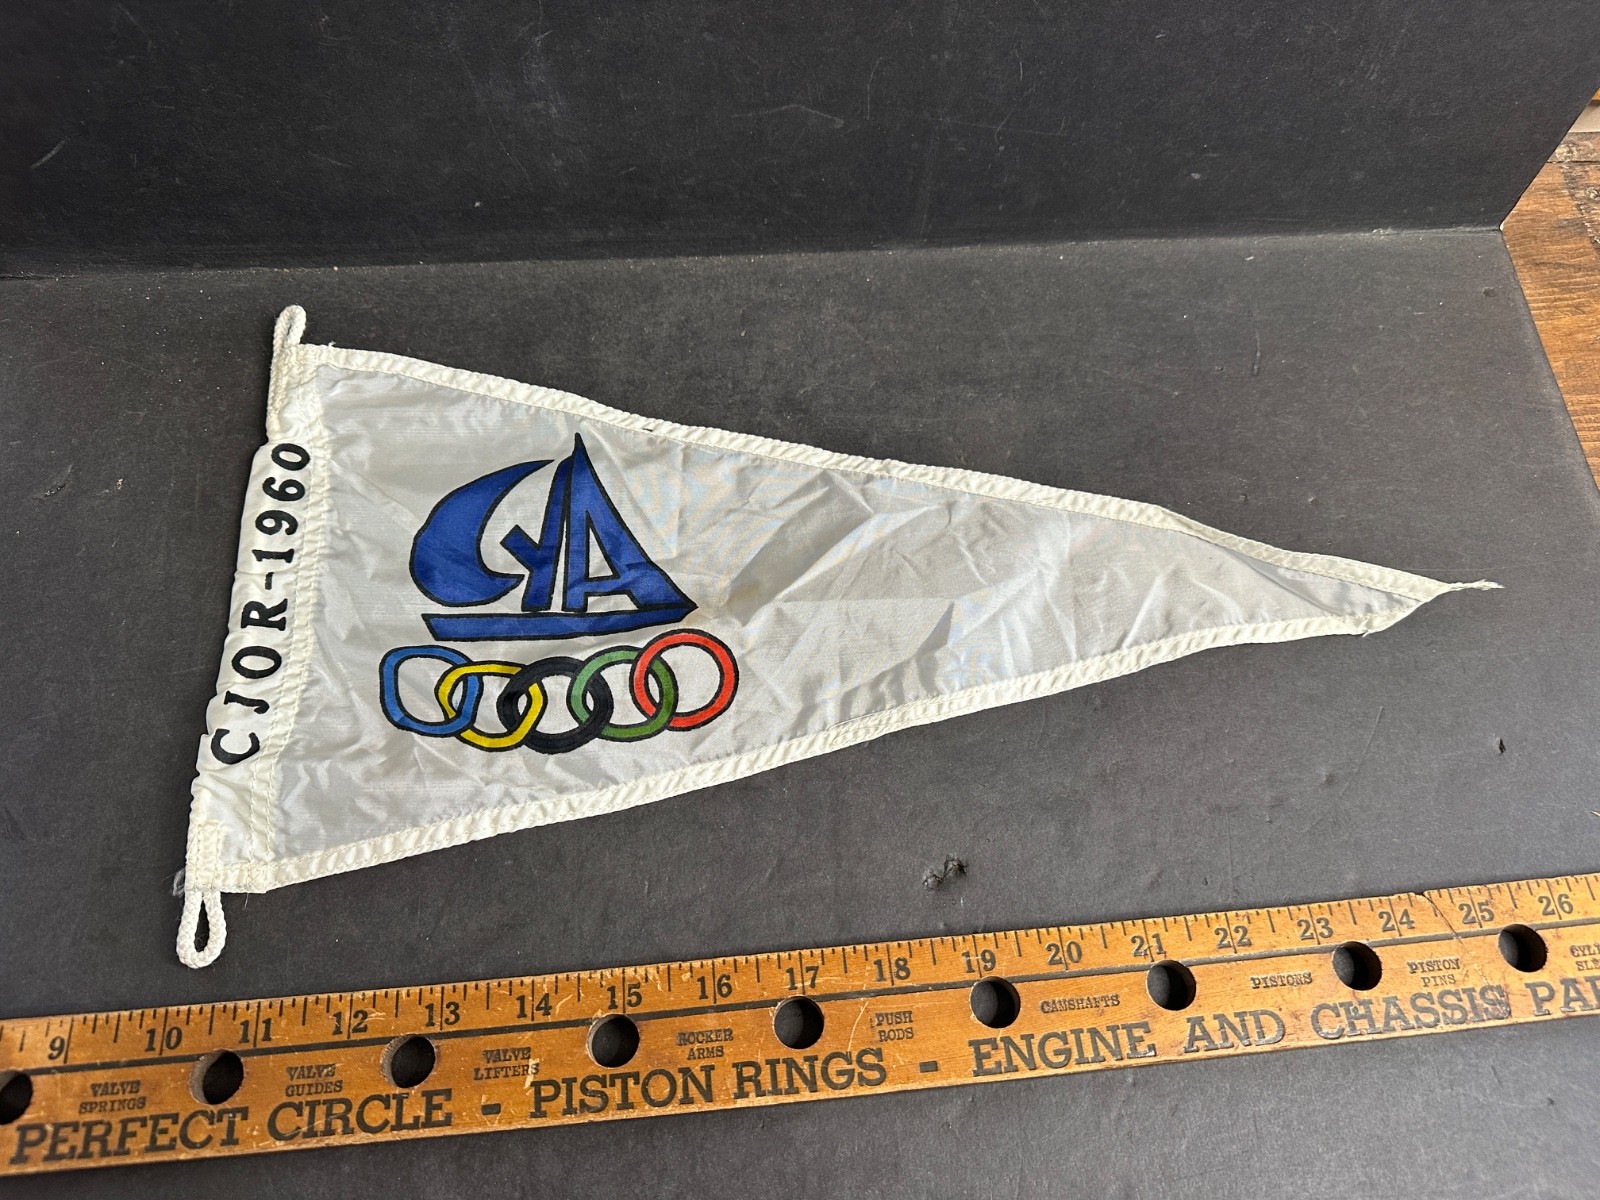 CJOR-1960
CYA
9 10 11 12 13 14 15 16 17 18 19 20 21 22 23 24 25 26
VALVE SPRINGS
VALVE GUIDES
VALVE LIFTERS
ROCKER ARMS
PUSH RODS
CAMSHAFTS
PISTONS
PISTON PINS
PERFECT CIRCLE - PISTON RINGS - ENGINE AND CHASSIS